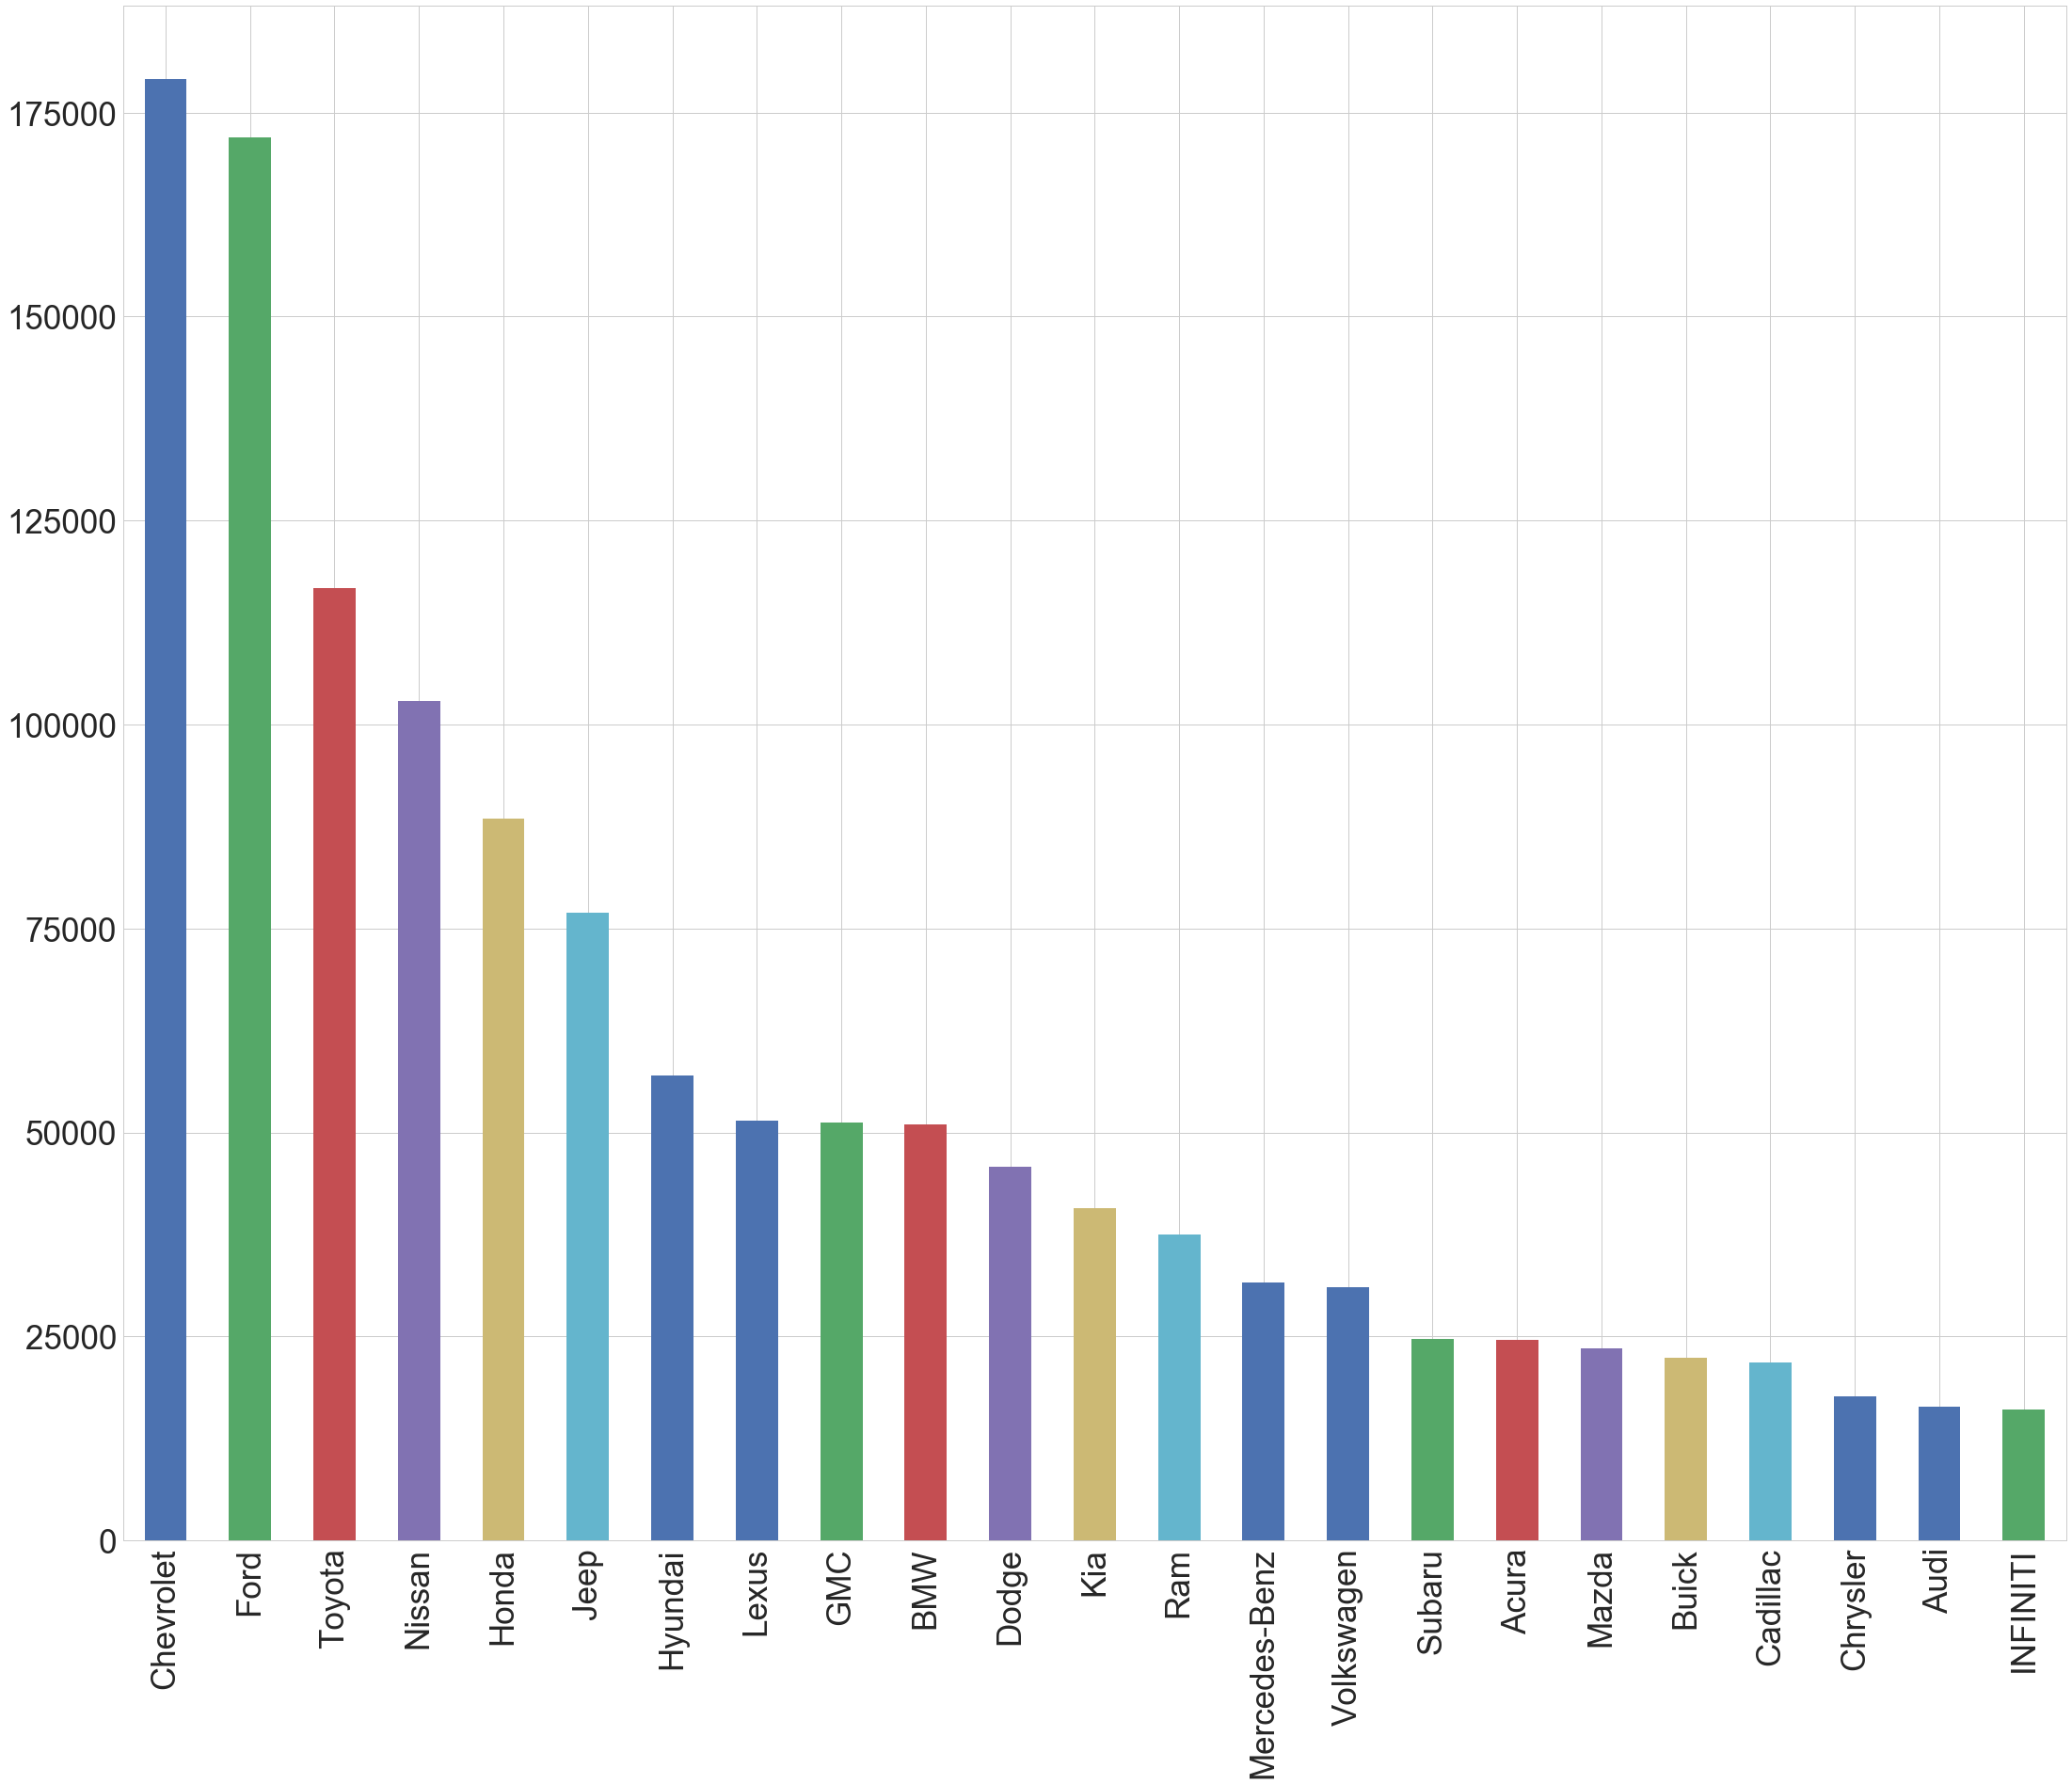 175000
150000
125000
100000
75000
50000
25000
0
Chevrolet
Ford
Toyota
Nissan
Honda
Jeep
Hyundai
Lexus
GMC
BMW
Dodge
Kia
Ram
Mercedes-Benz
Volkswagen
Subaru
Acura
Mazda
Buick
Cadillac
Chrysler
Audi
INFINITI